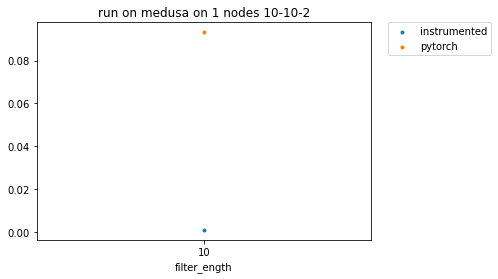 run on medusa on 1 nodes 10-10-2
instrumented
pytorch
0.08
0.06
0.04
0.02
0.00
10
filter_ength